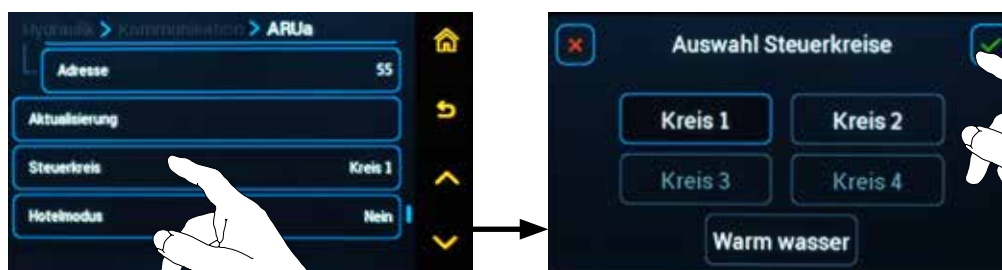 Hydraulik > Kommunikation > ARUa
Adresse 55
Aktualisierung
Steuerkreis Kreis 1
Hotelmodus Nein
Auswahl Steuerkreise
Kreis 1 Kreis 2
Kreis 3 Kreis 4
Warm wasser